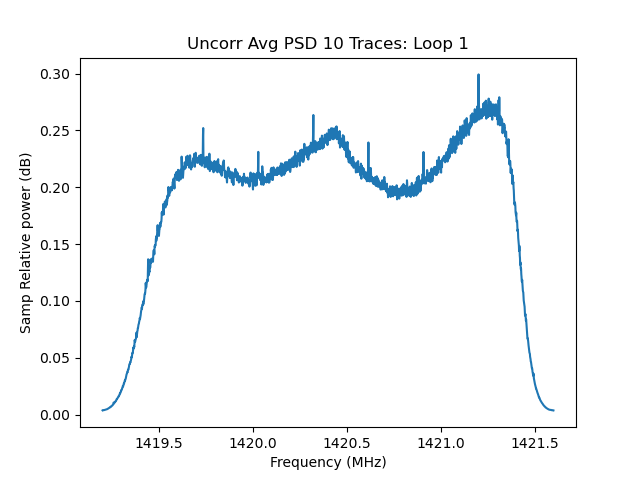 Uncorr Avg PSD 10 Traces: Loop 1
Samp Relative power (dB)
0.30
0.25
0.20
0.15
0.10
0.05
0.00
1419.5 1420.0 1420.5 1421.0 1421.5
Frequency (MHz)